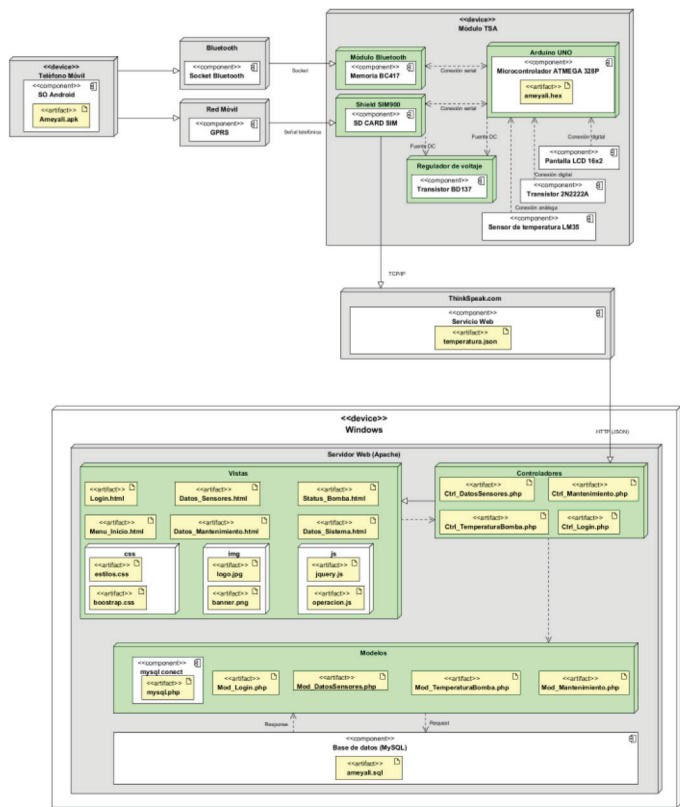 <<device>>
Teléfono Móvil
<<component>>
SO Android
<<artifact>>
Ameyali.apk
Bluetooth
<<component>>
Socket Bluetooth
Red Móvil
<<component>>
GPRS
Socket
Señal telefónica
<<device>>
Módulo TSA
Módulo Bluetooth
<<component>>
Memoria BC417
Shield SIM900
<<component>>
SD CARD SIM
Conexión serial
Conexión serial
Arduino UNO
<<component>>
Microcontrolador ATMEGA 328P
<<artifact>>
ameyali.hex
Fuente DC
Fuente DC
Regulador de voltaje
<<component>>
Transistor BD137
Conexión digital
<<component>>
Pantalla LCD 16x2
Conexión digital
<<component>>
Transistor 2N2222A
Conexión análoga
<<component>>
Sensor de temperatura LM35
TCP/IP
ThinkSpeak.com
<<component>>
Servicio Web
<<artifact>>
temperatura.json
HTTP (JSON)
<<device>>
Windows
Servidor Web (Apache)
Vistas
<<artifact>>
Login.html
<<artifact>>
Datos_Sensores.html
<<artifact>>
Status_Bomba.html
<<artifact>>
Menu_Inicio.html
<<artifact>>
Datos_Mantenimiento.html
<<artifact>>
Datos_Sistema.html
css
<<artifact>>
estilos.css
<<artifact>>
boostrap.css
img
<<artifact>>
logo.jpg
<<artifact>>
banner.png
js
<<artifact>>
jquery.js
<<artifact>>
operacion.js
Controladores
<<artifact>>
Ctrl_DatosSensores.php
<<artifact>>
Ctrl_Mantenimiento.php
<<artifact>>
Ctrl_TemperaturaBomba.php
<<artifact>>
Ctrl_Login.php
Modelos
<<component>>
mysql conect
<<artifact>>
mysql.php
<<artifact>>
Mod_Login.php
<<artifact>>
Mod_DatosSensores.php
<<artifact>>
Mod_TemperaturaBomba.php
<<artifact>>
Mod_Mantenimiento.php
Response
Request
<<component>>
Base de datos (MySQL)
<<artifact>>
ameyali.sql